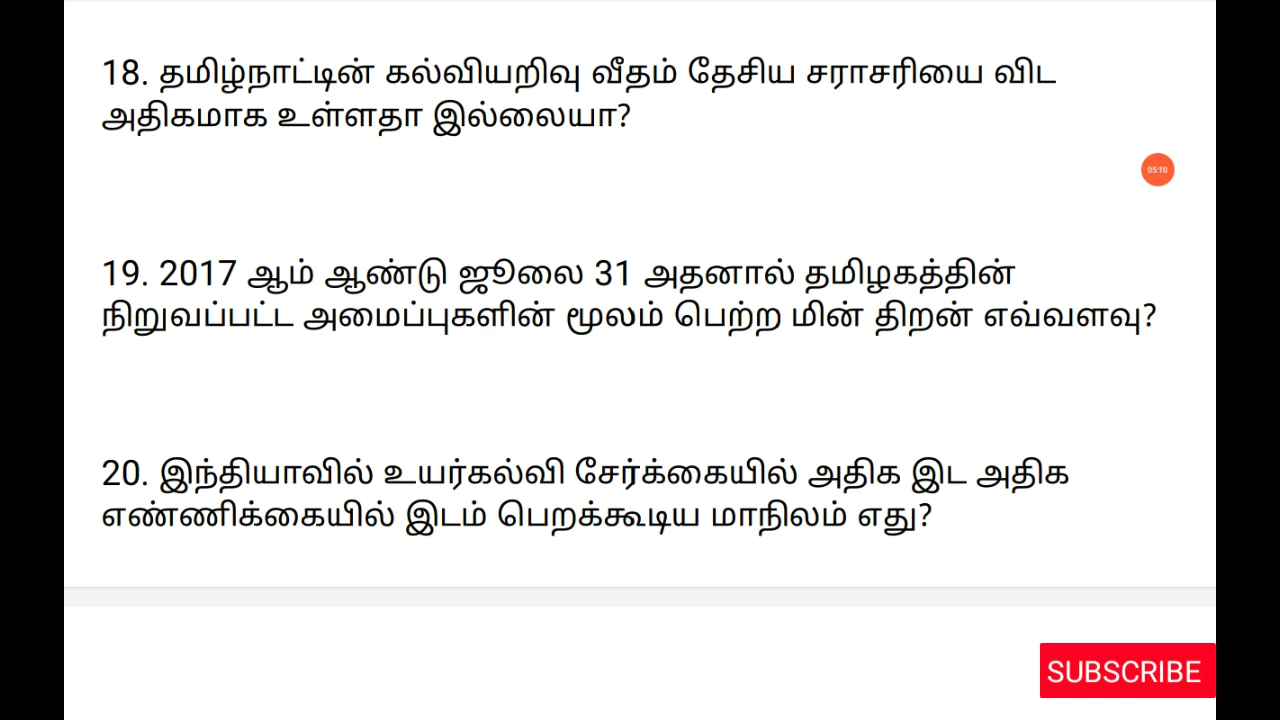 18. தமிழ்நாட்டின் கல்வியறிவு வீதம் தேசிய சராசரியை விட
அதிகமாக உள்ளதா இல்லையா?
05:10
19. 2017 ஆம் ஆண்டு ஜூலை 31 அதனால் தமிழகத்தின்
நிறுவப்பட்ட அமைப்புகளின் மூலம் பெற்ற மின் திறன் எவ்வளவு?
20. இந்தியாவில் உயர்கல்வி சேர்க்கையில் அதிக இட அதிக
எண்ணிக்கையில் இடம் பெறக்கூடிய மாநிலம் எது?
SUBSCRIBE